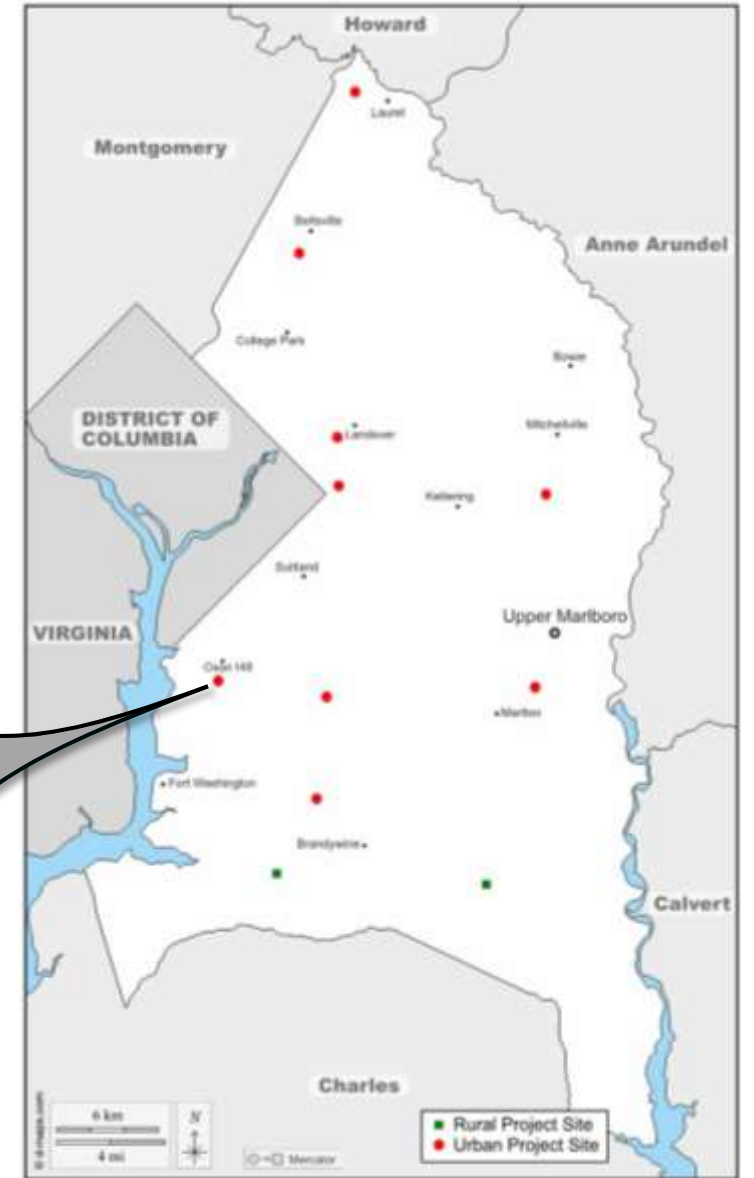 Howard
Laurel
Montgomery
Beltsville
Anne Arundel
College Park
Bowie
DISTRICT OF
COLUMBIA
Landover
Mitchellville
Kettering
Suitland
Upper Marlboro
VIRGINIA
Oxon Hill
Marlton
Fort Washington
Brandywine
Calvert
Charles
6 km
4 mi
N
Mercator
Rural Project Site
Urban Project Site
© d-maps.com